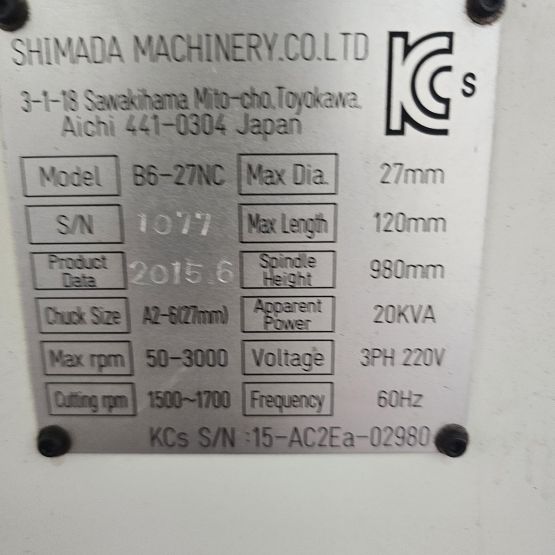 SHIMADA MACHINERY.CO.LTD
KCs
3-1-18 Sawakihama Mito-cho,Toyokawa,
Aichi 441-0304 Japan
Model B6-27NC Max Dia. 27mm
S/N 1077 Max Length 120mm
Product Data 2015.6 Spindle Height 980mm
Chuck Size A2-6(27mm) Apparent Power 20KVA
Max rpm 50-3000 Voltage 3PH 220V
Cutting rpm 1500~1700 Frequency 60Hz
KCs S/N :15-AC2Ea-02980